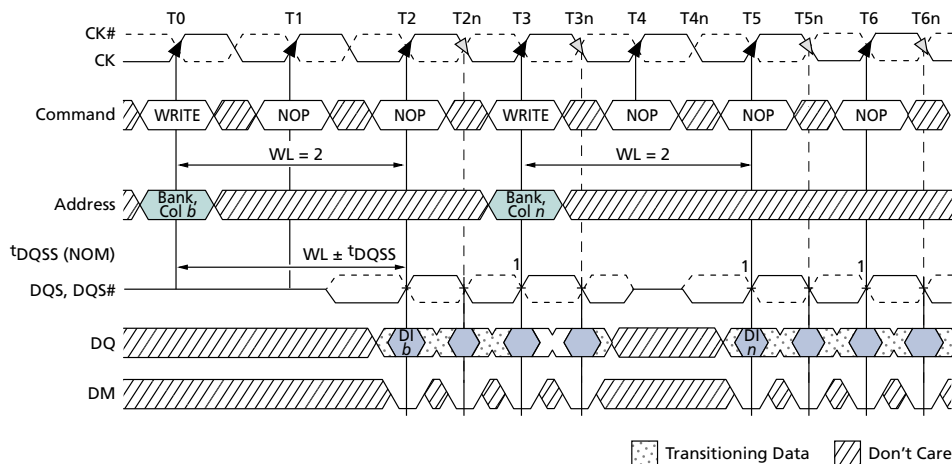 T0 T1 T2 T2n T3 T3n T4 T4n T5 T5n T6 T6n
CK#
CK
Command WRITE NOP NOP WRITE NOP NOP NOP
WL = 2 WL = 2
Address Bank, Col b Bank, Col n
tDQSS (NOM)
WL ± tDQSS
1 1 1
DQS, DQS#
DQ DI b DI n
DM
Transitioning Data Don't Care